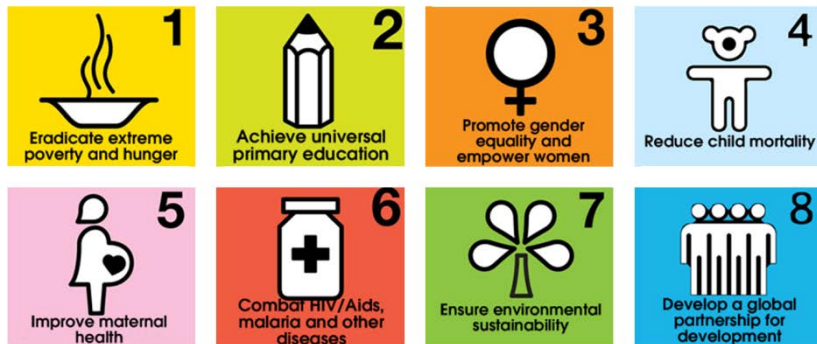 1
Eradicate extreme
poverty and hunger
2
Achieve universal
primary education
3
Promote gender
equality and
empower women
4
Reduce child mortality
5
Improve maternal
health
6
Combat HIV/Aids,
malaria and other
diseases
7
Ensure environmental
sustainability
8
Develop a global
partnership for
development